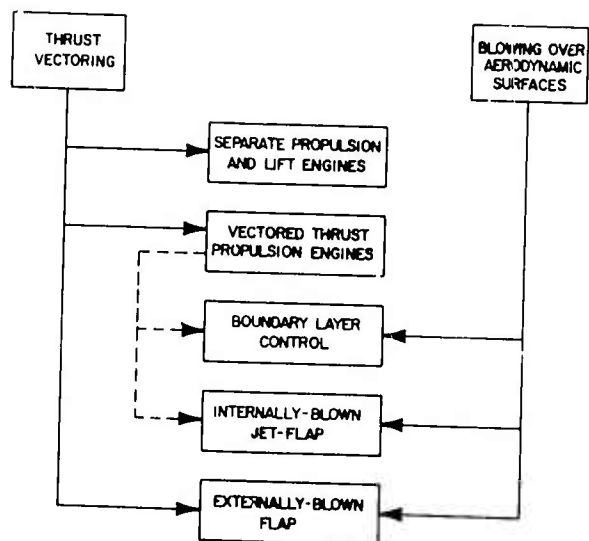 THRUST
VECTORING
BLOWING OVER
AERODYNAMIC
SURFACES
SEPARATE PROPULSION
AND LIFT ENGINES
VECTORED THRUST
PROPULSION ENGINES
BOUNDARY LAYER
CONTROL
INTERNALLY-BLOWN
JET-FLAP
EXTERNALLY-BLOWN
FLAP